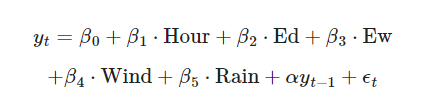 yₜ = β₀ + β₁ · Hour + β₂ · Ed + β₃ · Ew
+β₄ · Wind + β₅ · Rain + αyₜ₋₁ + ϵₜ